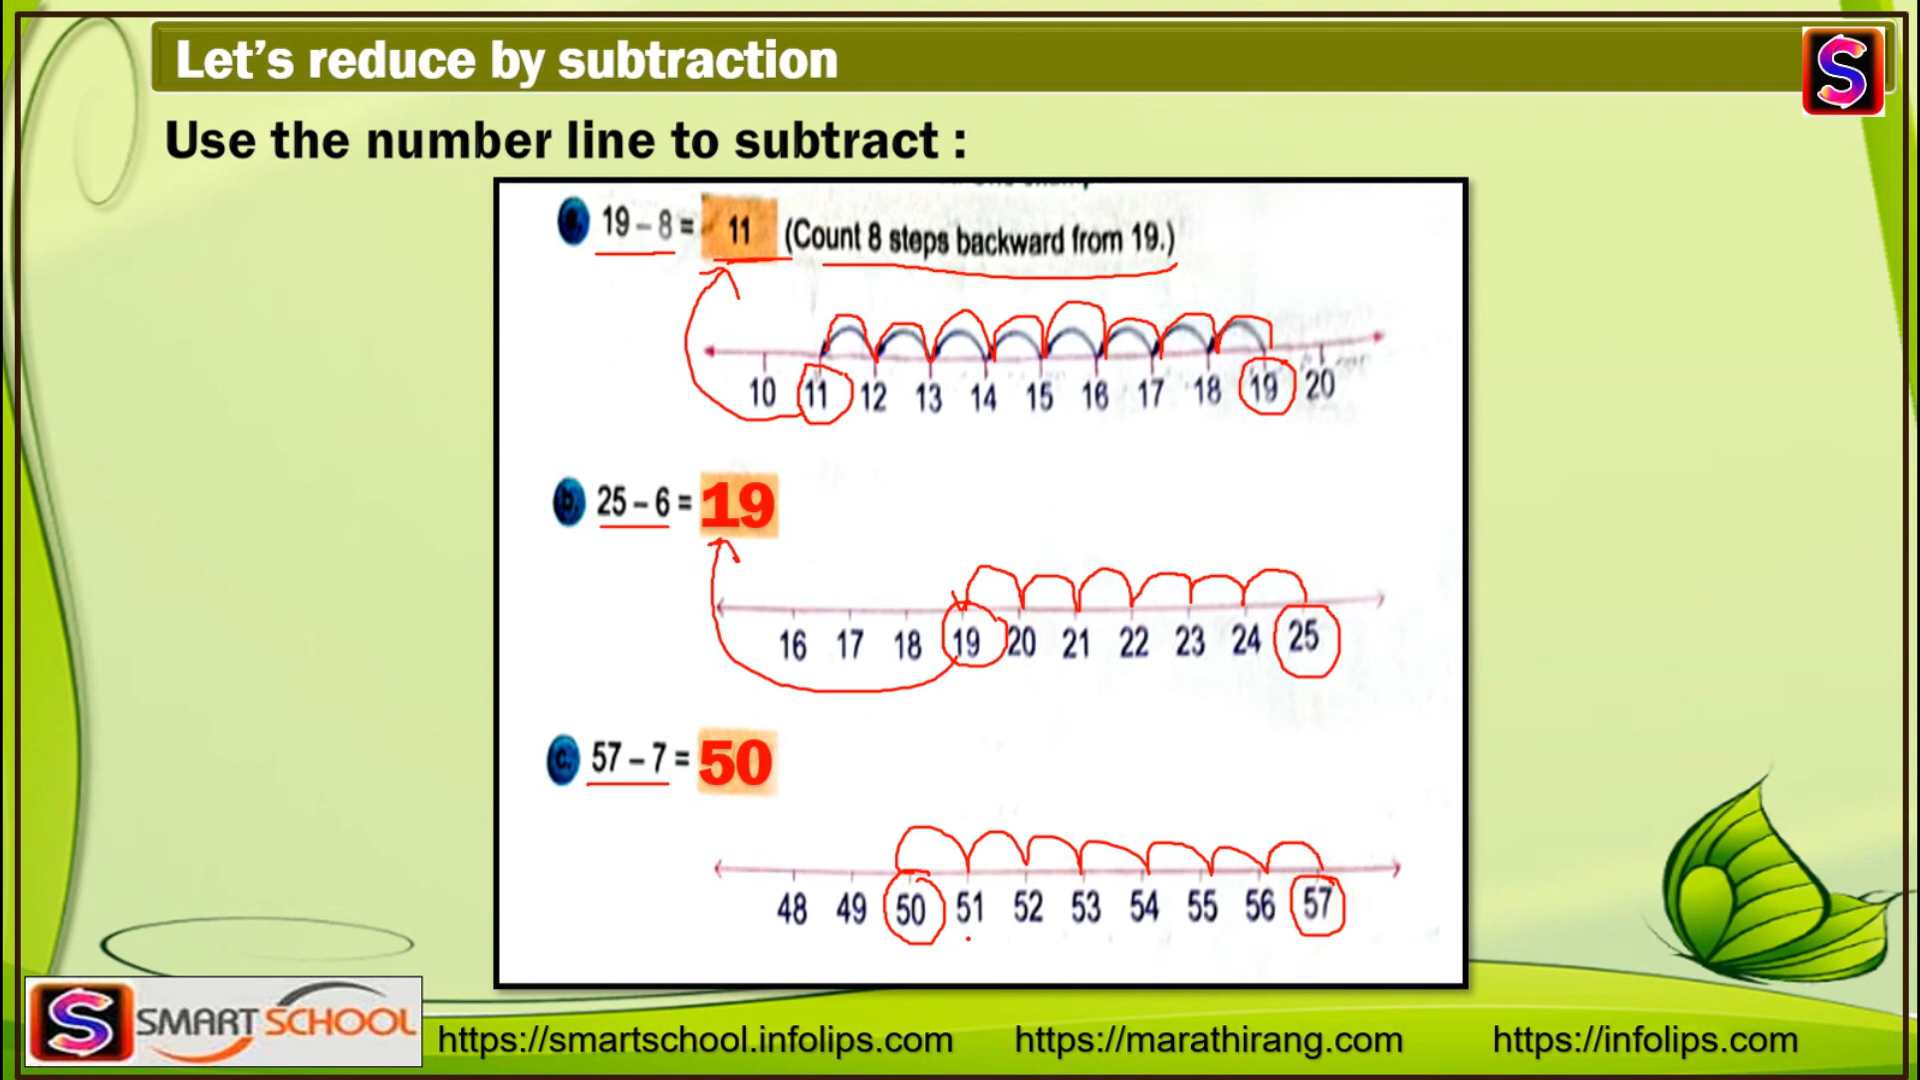 Let's reduce by subtraction
S
Use the number line to subtract :
a. 19 – 8 = 11 (Count 8 steps backward from 19.)
10 11 12 13 14 15 16 17 18 19 20
b. 25 – 6 = 19
16 17 18 19 20 21 22 23 24 25
c. 57 – 7 = 50
48 49 50 51 52 53 54 55 56 57
S SMART SCHOOL
https://smartschool.infolips.com https://marathirang.com https://infolips.com